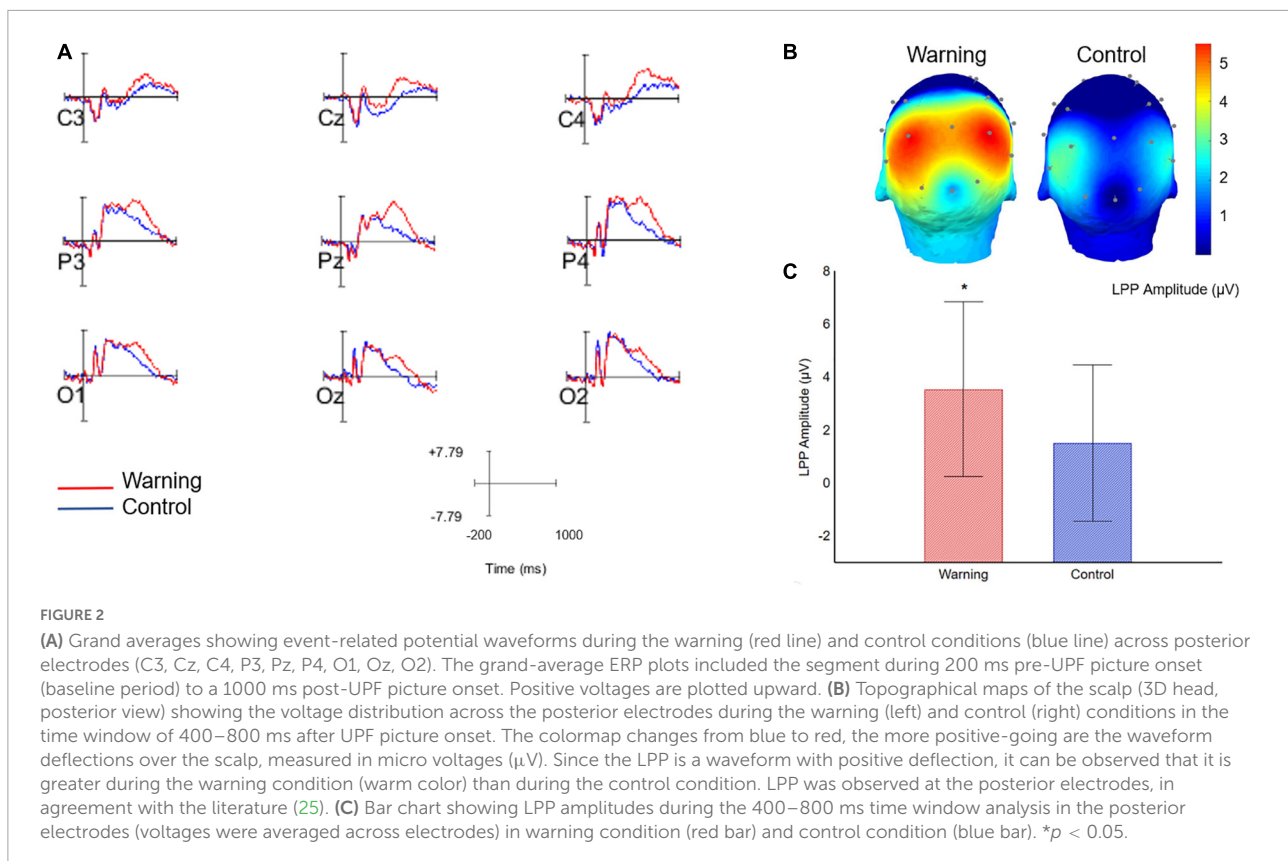 A
C3
Cz
C4
P3
Pz
P4
O1
Oz
O2
Warning
Control
+7.79
-7.79
-200 1000
Time (ms)
B
Warning Control
5
4
3
2
1
LPP Amplitude (µV)
C
8
6
4
2
0
-2
LPP Amplitude (µV)
*
Warning Control
FIGURE 2
(A) Grand averages showing event-related potential waveforms during the warning (red line) and control conditions (blue line) across posterior
electrodes (C3, Cz, C4, P3, Pz, P4, O1, Oz, O2). The grand-average ERP plots included the segment during 200 ms pre-UPF picture onset
(baseline period) to a 1000 ms post-UPF picture onset. Positive voltages are plotted upward. (B) Topographical maps of the scalp (3D head,
posterior view) showing the voltage distribution across the posterior electrodes during the warning (left) and control (right) conditions in the
time window of 400–800 ms after UPF picture onset. The colormap changes from blue to red, the more positive-going are the waveform
deflections over the scalp, measured in micro voltages (µV). Since the LPP is a waveform with positive deflection, it can be observed that it is
greater during the warning condition (warm color) than during the control condition. LPP was observed at the posterior electrodes, in
agreement with the literature (25). (C) Bar chart showing LPP amplitudes during the 400–800 ms time window analysis in the posterior
electrodes (voltages were averaged across electrodes) in warning condition (red bar) and control condition (blue bar). *p < 0.05.